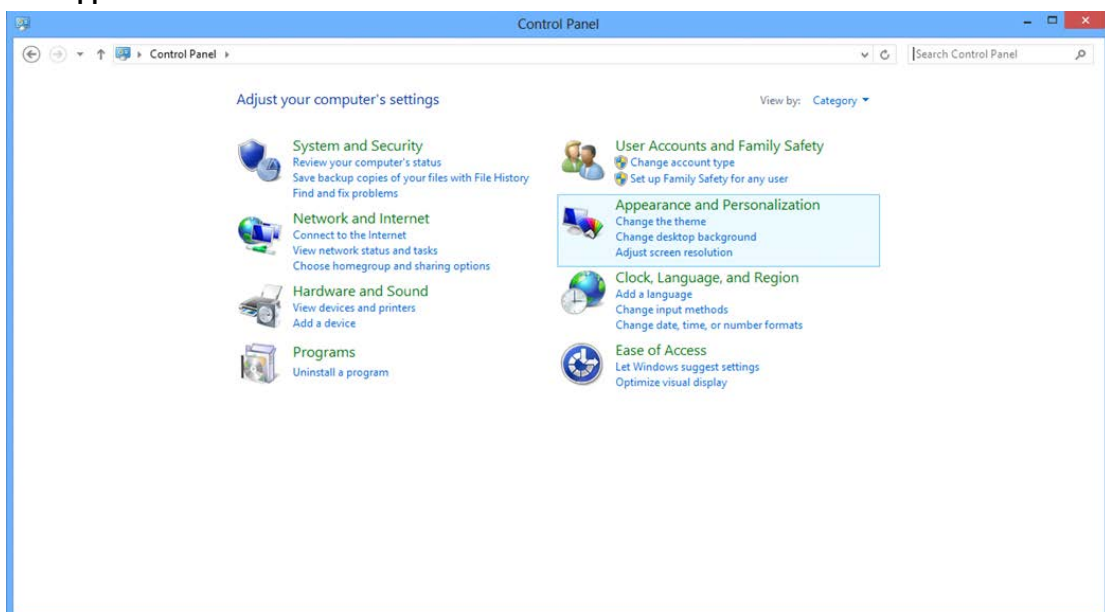 Control Panel
Control Panel
Search Control Panel
Adjust your computer's settings
View by: Category
System and Security
Review your computer's status
Save backup copies of your files with File History
Find and fix problems
Network and Internet
Connect to the Internet
View network status and tasks
Choose homegroup and sharing options
Hardware and Sound
View devices and printers
Add a device
Programs
Uninstall a program
User Accounts and Family Safety
Change account type
Set up Family Safety for any user
Appearance and Personalization
Change the theme
Change desktop background
Adjust screen resolution
Clock, Language, and Region
Add a language
Change input methods
Change date, time, or number formats
Ease of Access
Let Windows suggest settings
Optimize visual display